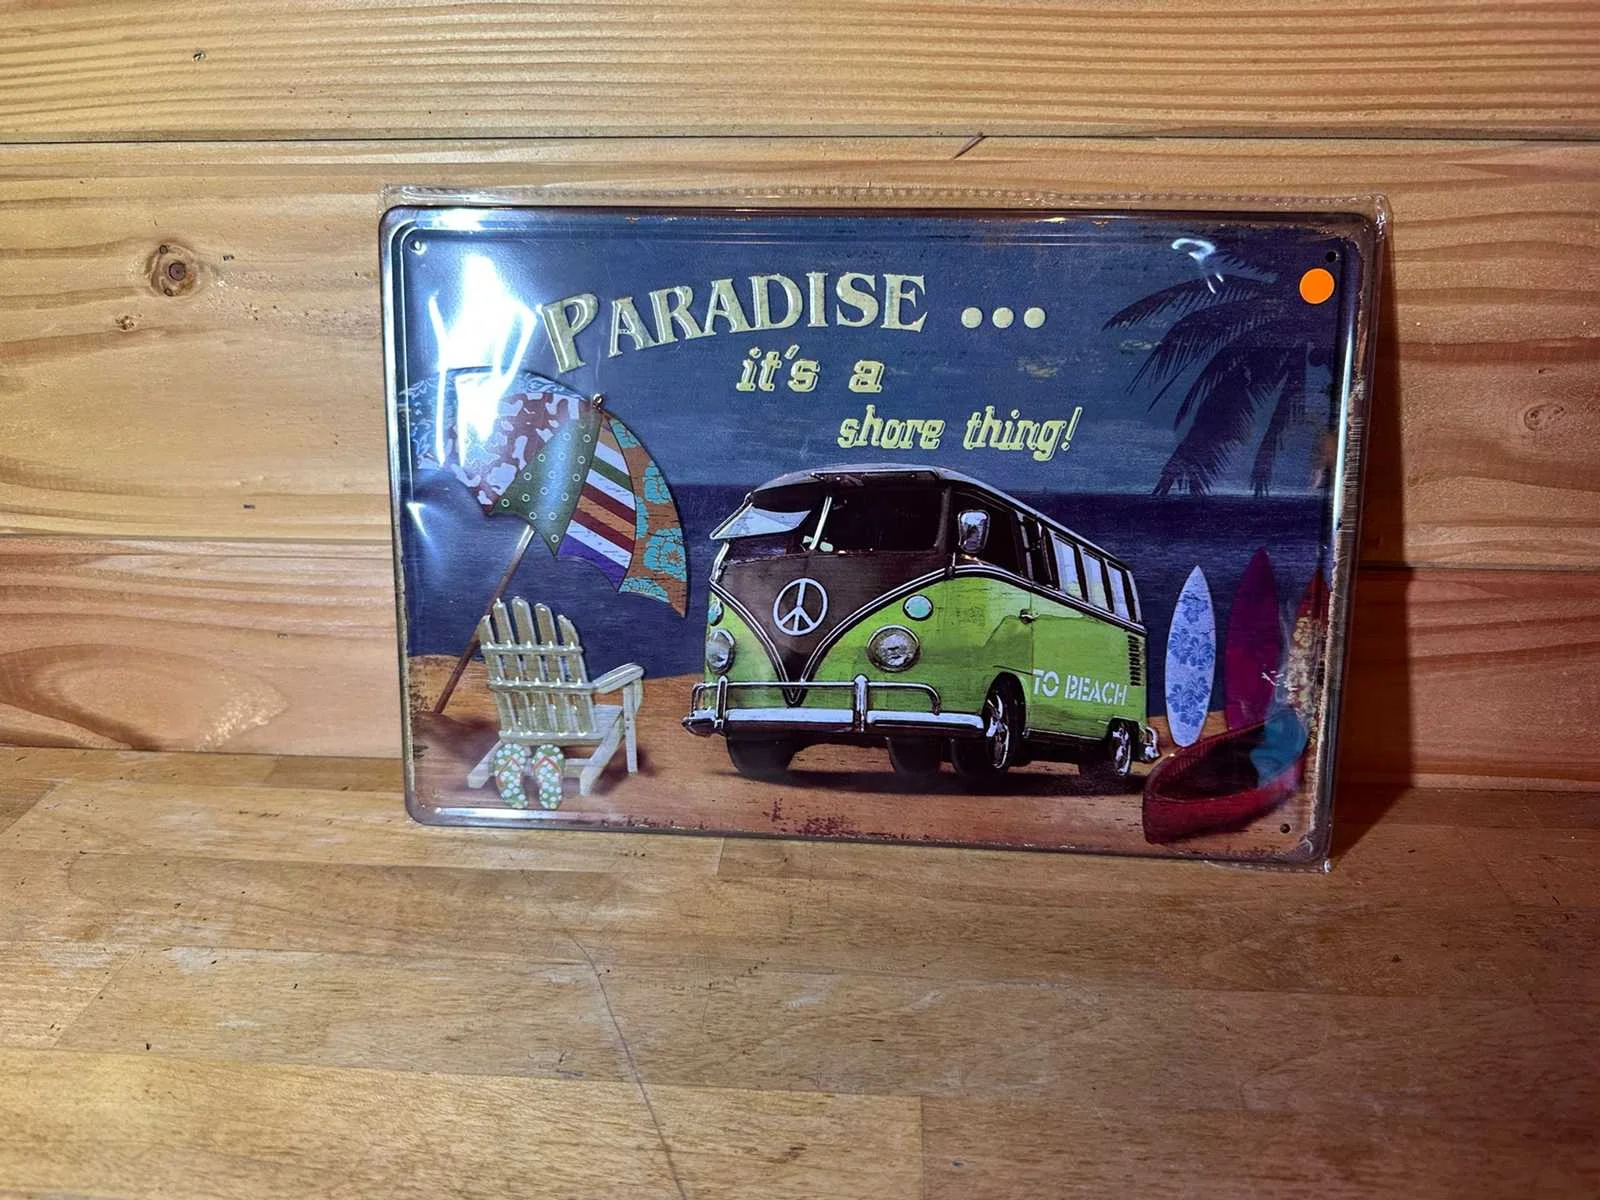 PARADISE ...
it's a
shore thing!
TO BEACH